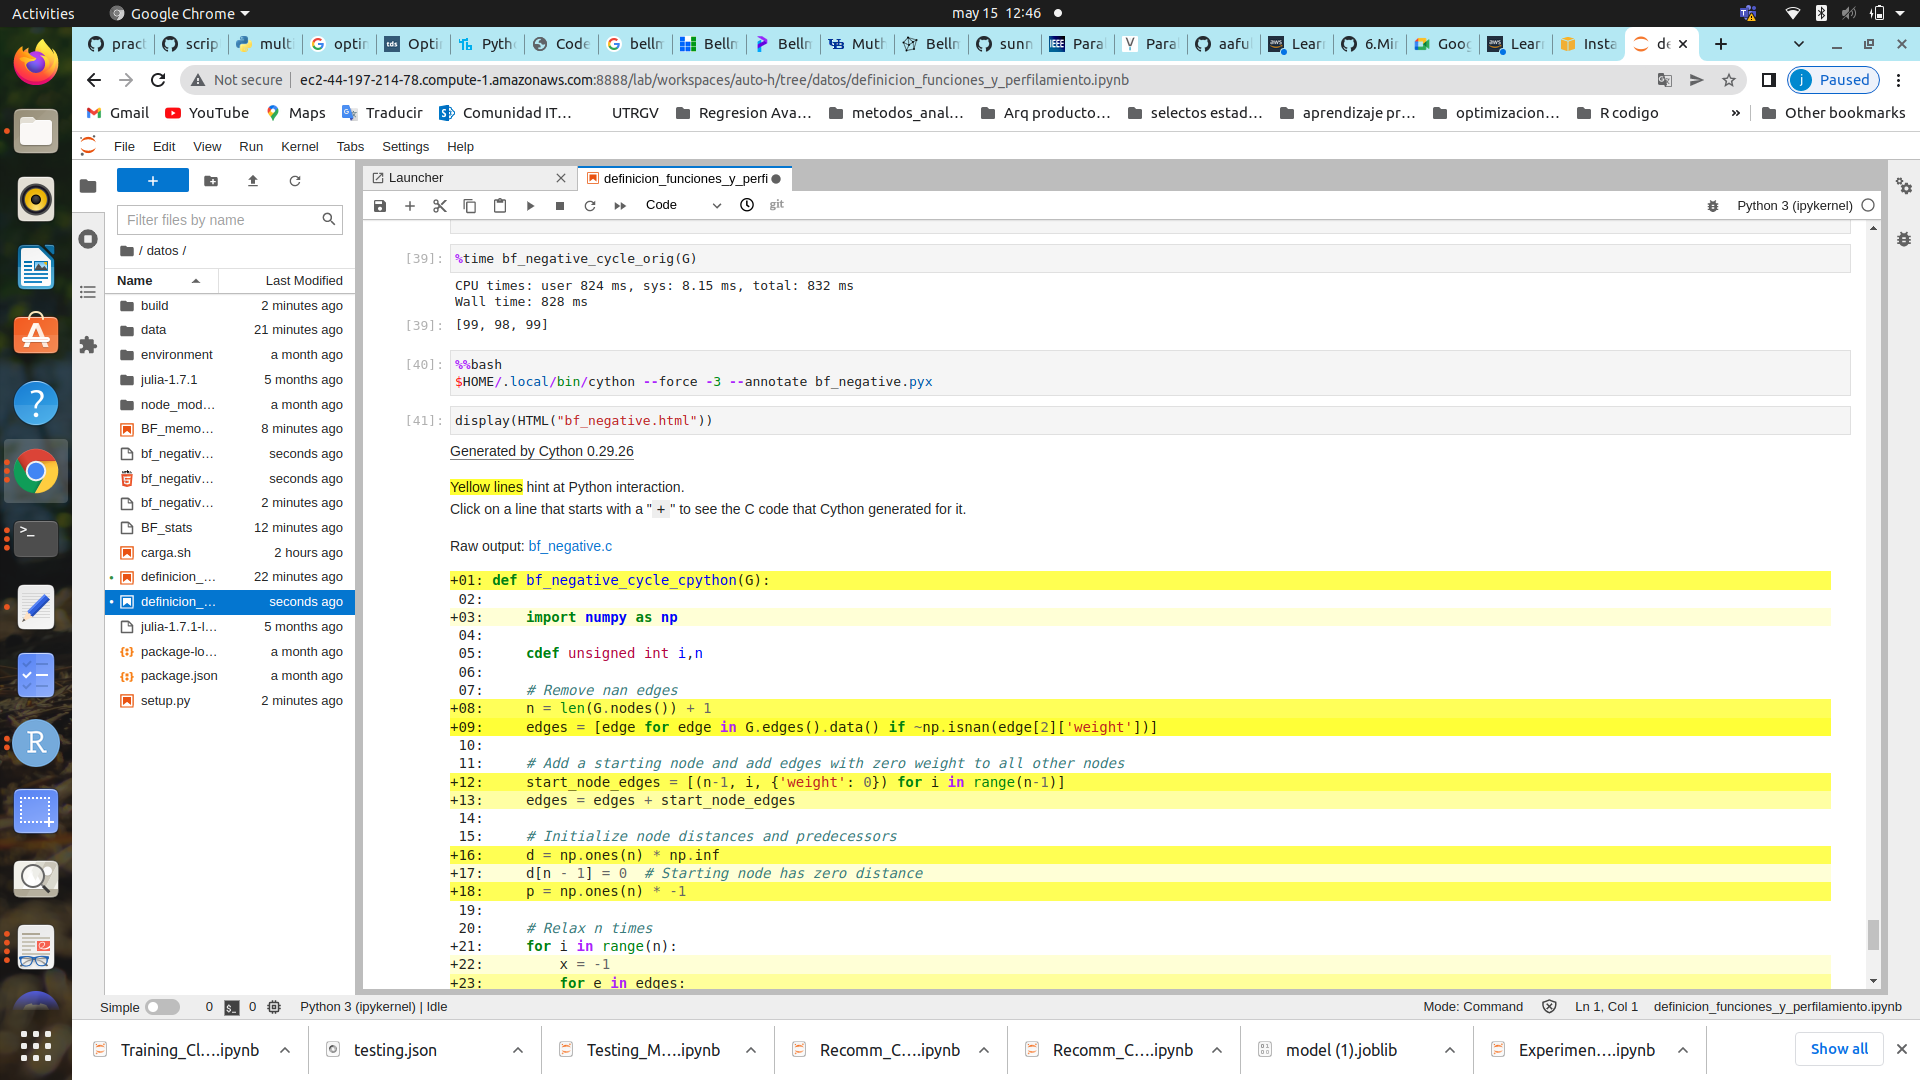 Activities
Google Chrome
may 15 12:46
pract
scrip
multi
optin
Opti
Pyth
Code
bellm
Belln
Belln
Muth
Belln
sunn
Para
Para
aaful
Lear
6.Mi
Goog
Lear
Insta
de
Not secure
ec2-44-197-214-78.compute-1.amazonaws.com:8888/lab/workspaces/auto-h/tree/datos/definicion_funciones_y_perfilamiento.ipynb
j Paused
Gmail
YouTube
Maps
Traducir
Comunidad IT...
UTRGV
Regresion Ava...
metodos_anal...
Arq producto...
selectos estad...
aprendizaje pr...
optimizacion...
R codigo
»
Other bookmarks
File Edit View Run Kernel Tabs Settings Help
Launcher
definicion_funciones_y_perfi
Filter files by name
Code
git
Python 3 (ipykernel)
/ datos /
Name Last Modified
build 2 minutes ago
data 21 minutes ago
environment a month ago
julia-1.7.1 5 months ago
node_mod... a month ago
BF_memo... 8 minutes ago
bf_negativ... seconds ago
bf_negativ... seconds ago
bf_negativ... 2 minutes ago
BF_stats 12 minutes ago
carga.sh 2 hours ago
definicion_... 22 minutes ago
definicion_... seconds ago
julia-1.7.1-l... 5 months ago
package-lo... a month ago
package.json a month ago
setup.py 2 minutes ago
[39]: %time bf_negative_cycle_orig(G)
CPU times: user 824 ms, sys: 8.15 ms, total: 832 ms
Wall time: 828 ms
[39]: [99, 98, 99]
[40]: %%bash
$HOME/.local/bin/cython --force -3 --annotate bf_negative.pyx
[41]: display(HTML("bf_negative.html"))
Generated by Cython 0.29.26
Yellow lines hint at Python interaction.
Click on a line that starts with a "+" to see the C code that Cython generated for it.
Raw output: bf_negative.c
+01: def bf_negative_cycle_cpython(G):
02:
+03: import numpy as np
04:
05: cdef unsigned int i,n
06:
07: # Remove nan edges
+08: n = len(G.nodes()) + 1
+09: edges = [edge for edge in G.edges().data() if ~np.isnan(edge[2]['weight'])]
10:
11: # Add a starting node and add edges with zero weight to all other nodes
+12: start_node_edges = [(n-1, i, {'weight': 0}) for i in range(n-1)]
+13: edges = edges + start_node_edges
14:
15: # Initialize node distances and predecessors
+16: d = np.ones(n) * np.inf
+17: d[n - 1] = 0 # Starting node has zero distance
+18: p = np.ones(n) * -1
19:
20: # Relax n times
+21: for i in range(n):
+22: x = -1
+23: for e in edges:
Simple
0
0
Python 3 (ipykernel) | Idle
Mode: Command
Ln 1, Col 1
definicion_funciones_y_perfilamiento.ipynb
Training_Cl....ipynb
testing.json
Testing_M....ipynb
Recomm_C....ipynb
Recomm_C....ipynb
model (1).joblib
Experimen....ipynb
Show all